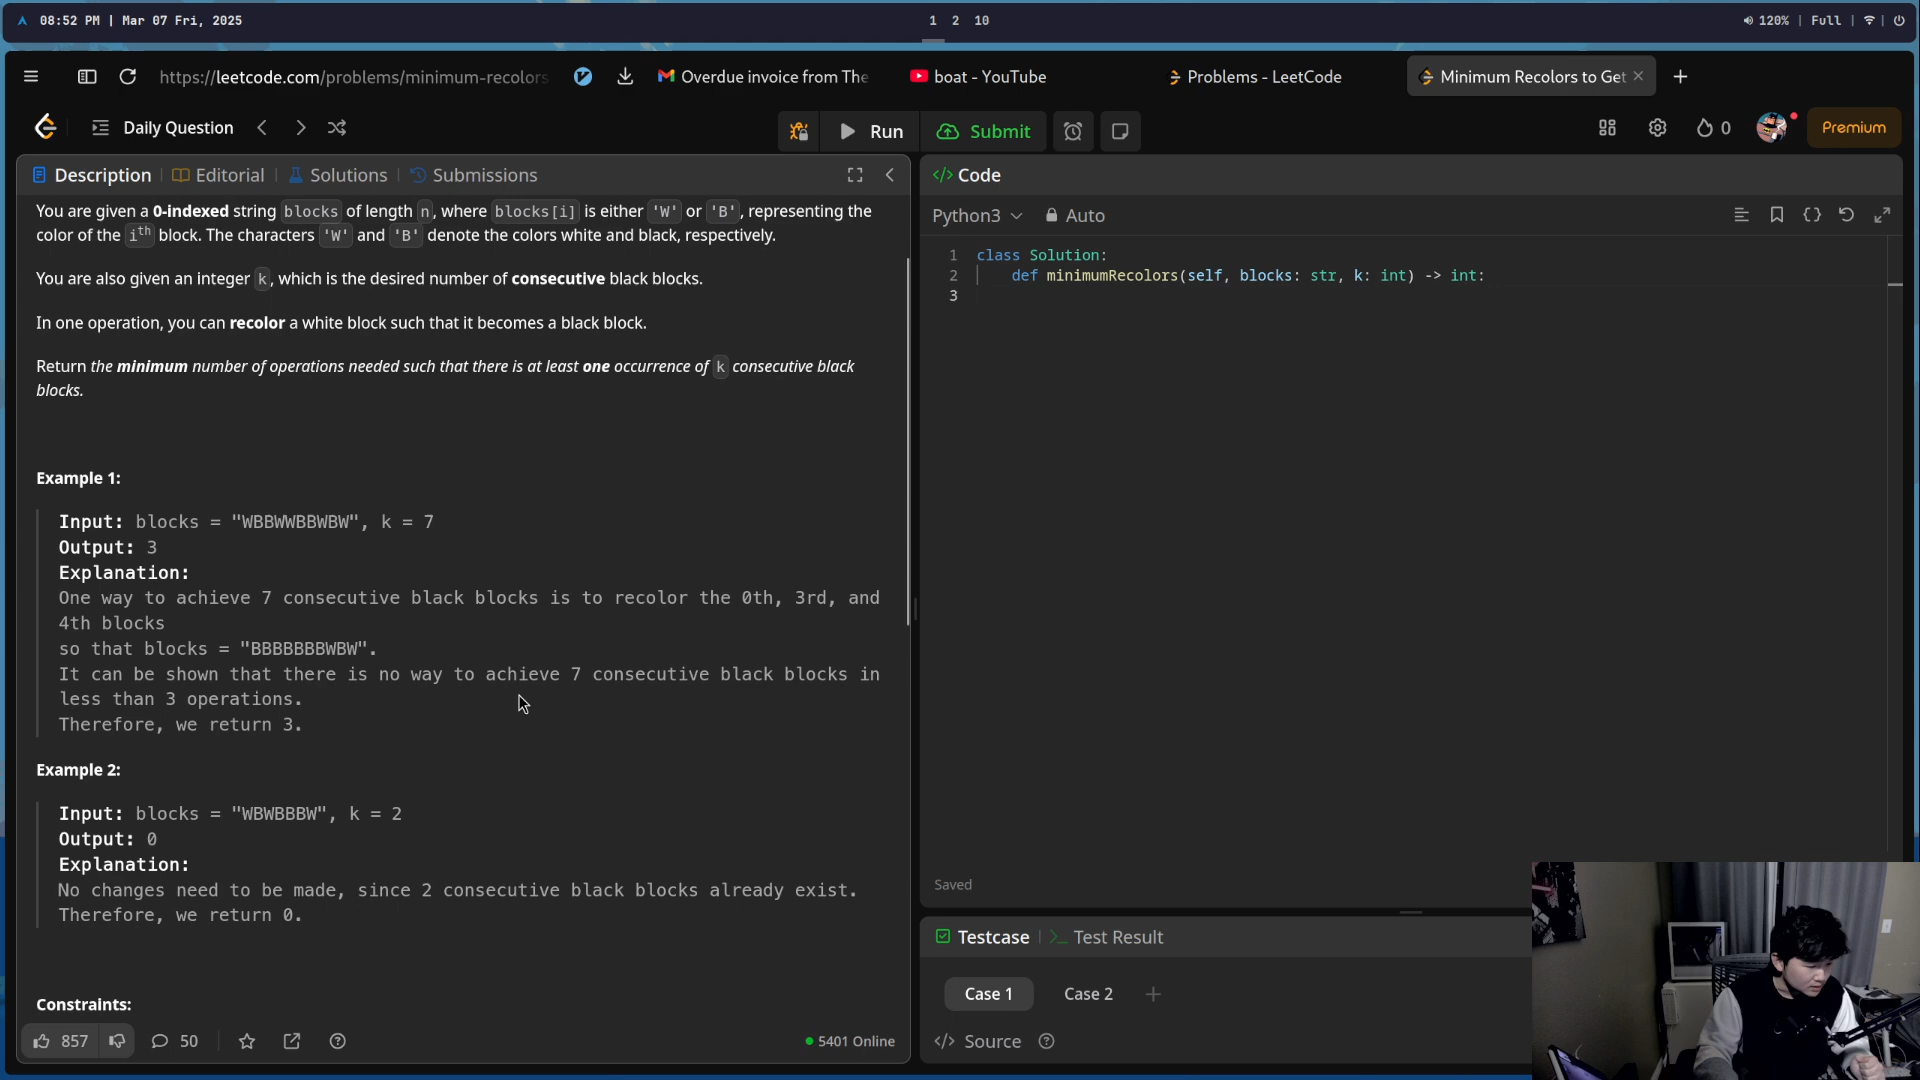 08:52 PM | Mar 07 Fri, 2025
1 2 10
120% | Full
https://leetcode.com/problems/minimum-recolors
Overdue invoice from The
boat - YouTube
Problems - LeetCode
Minimum Recolors to Get
Daily Question
Run
Submit
0
Premium
Description
Editorial
Solutions
Submissions
You are given a 0-indexed string blocks of length n, where blocks[i] is either 'W' or 'B', representing the
color of the ith block. The characters 'W' and 'B' denote the colors white and black, respectively.
You are also given an integer k, which is the desired number of consecutive black blocks.
In one operation, you can recolor a white block such that it becomes a black block.
Return the minimum number of operations needed such that there is at least one occurrence of k consecutive black
blocks.
Example 1:
Input: blocks = "WBBWWBBWBW", k = 7
Output: 3
Explanation:
One way to achieve 7 consecutive black blocks is to recolor the 0th, 3rd, and
4th blocks
so that blocks = "BBBBBBBWBW".
It can be shown that there is no way to achieve 7 consecutive black blocks in
less than 3 operations.
Therefore, we return 3.
Example 2:
Input: blocks = "WBWBBBW", k = 2
Output: 0
Explanation:
No changes need to be made, since 2 consecutive black blocks already exist.
Therefore, we return 0.
Constraints:
857
50
5401 Online
</> Code
Python3
Auto
1 class Solution:
2 def minimumRecolors(self, blocks: str, k: int) -> int:
3
Saved
Testcase
Test Result
Case 1
Case 2
</> Source